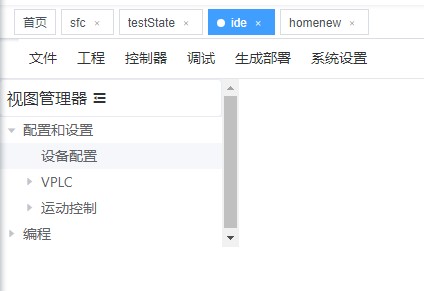 首页 sfc × testState × ide × homenew ×
文件 工程 控制器 调试 生成部署 系统设置
视图管理器
配置和设置
设备配置
VPLC
运动控制
编程